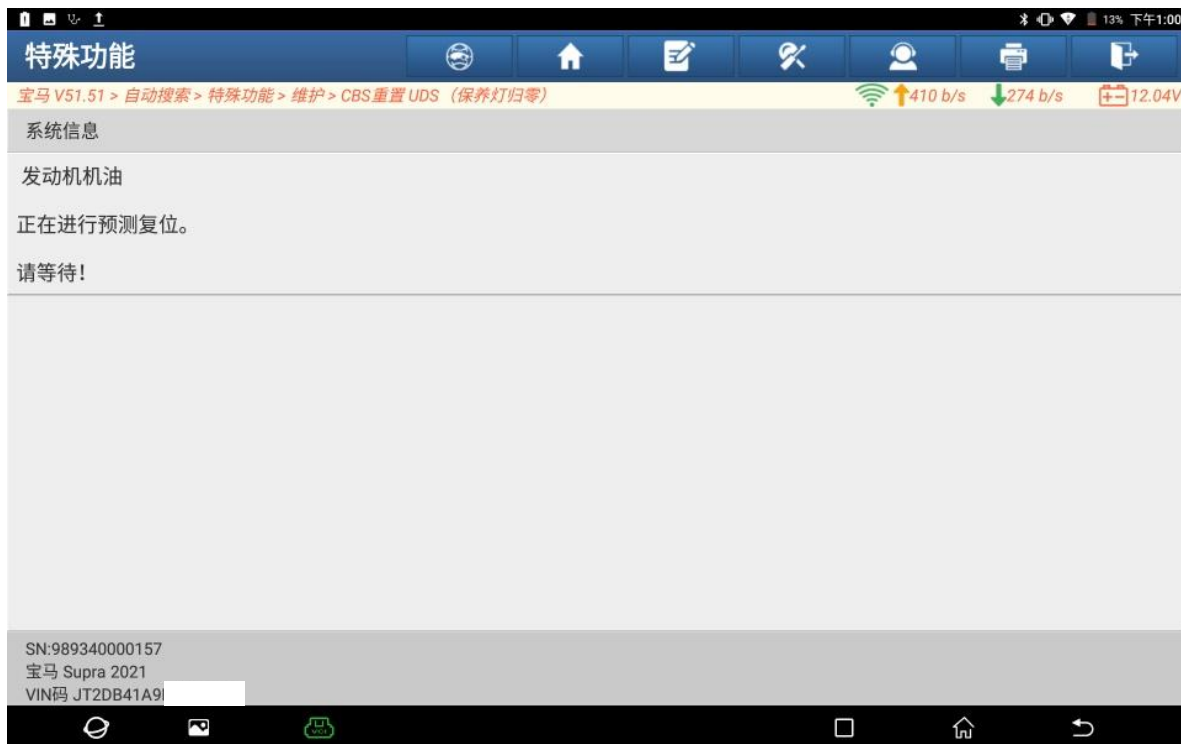 13% 下午1:00
特殊功能
宝马 V51.51 > 自动搜索 > 特殊功能 > 维护 > CBS重置 UDS（保养灯归零） 410 b/s 274 b/s 12.04V
系统信息
发动机机油
正在进行预测复位。
请等待！
SN:989340000157
宝马 Supra 2021
VIN码 JT2DB41A9